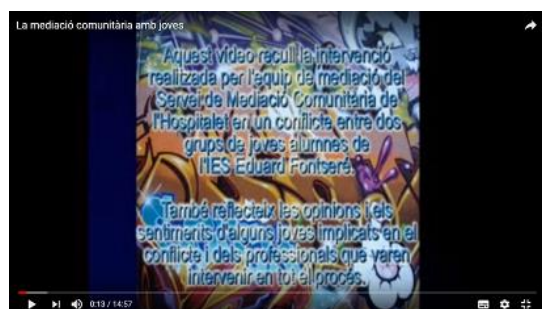 La mediació comunitària amb joves
Aquest vídeo recull la intervenció
realitzada per l'equip de mediació del
Servei de Mediació Comunitària de
l'Hospitalet en un conflicte entre dos
grups de joves alumnes de
l'IES Eduard Fontserè.
També reflecteix les opinions i els
sentiments d'alguns joves implicats en el
conflicte i dels professionals que varen
intervenir en tot el procés.
0:13 / 14:57